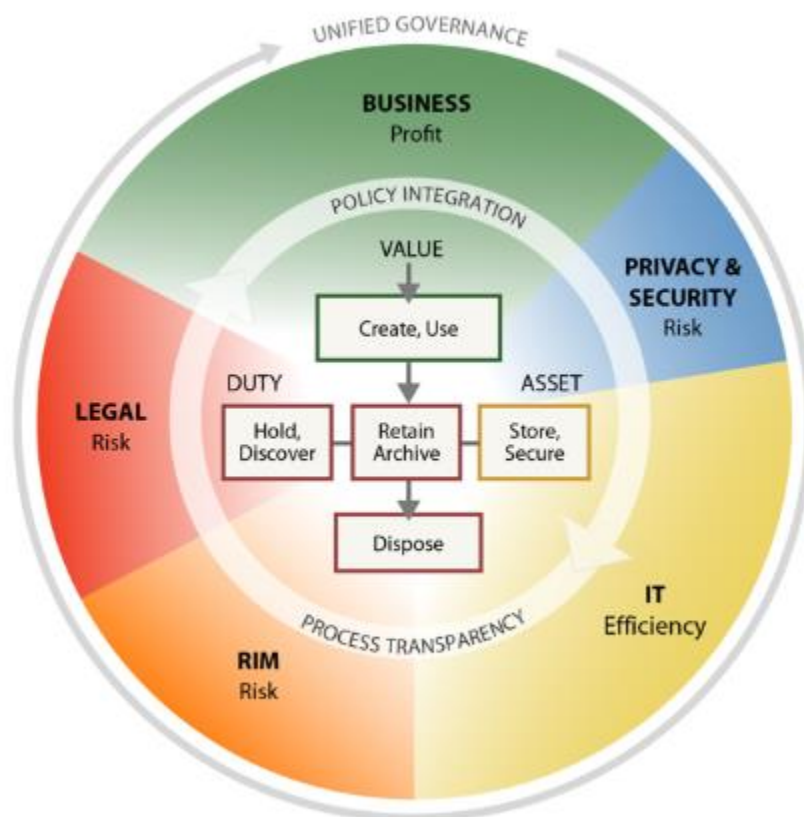 UNIFIED GOVERNANCE
BUSINESS
Profit
POLICY INTEGRATION
VALUE
PRIVACY &
SECURITY
Risk
Create, Use
DUTY
ASSET
LEGAL
Risk
Hold,
Discover
Retain
Archive
Store,
Secure
Dispose
IT
Efficiency
PROCESS TRANSPARENCY
RIM
Risk